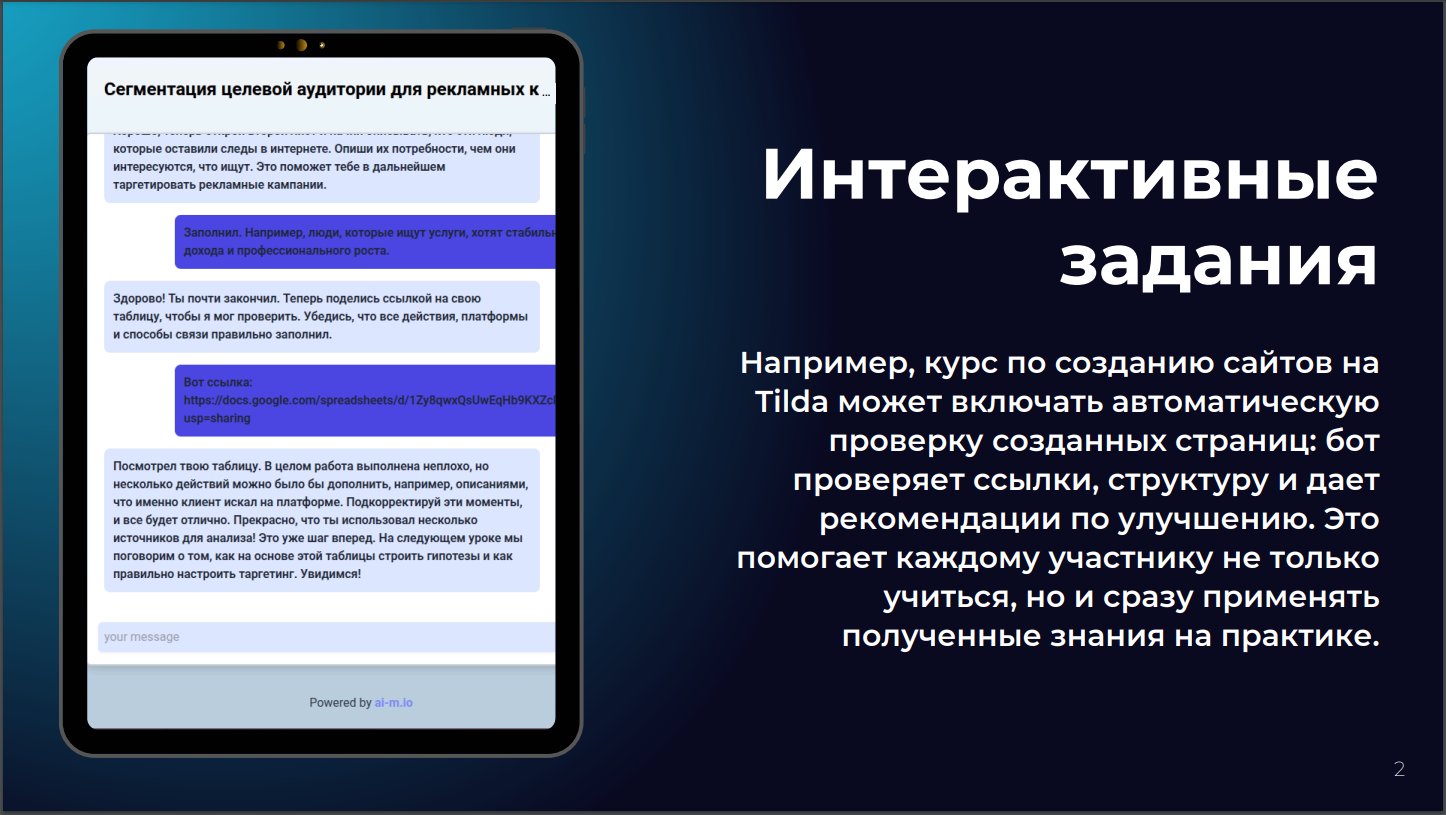 Сегментация целевой аудитории для рекламных к...
которые оставили следы в интернете. Опиши их потребности, чем они
интересуются, что ищут. Это поможет тебе в дальнейшем
таргетировать рекламные кампании.
Заполнил. Например, люди, которые ищут услуги, хотят
дохода и профессионального роста.
Здорово! Ты почти закончил. Теперь поделись ссылкой на свою
таблицу, чтобы я мог проверить. Убедись, что все действия, платформы
и способы связи правильно заполнил.
Вот ссылка:
https://docs.google.com/spreadsheets/d/1Zy8qwxQsUwEqHb9KXZc
usp=sharing
Посмотрел твою таблицу. В целом работа выполнена неплохо, но
несколько действий можно было бы дополнить, например, описаниями,
что именно клиент искал на платформе. Подкорректируй эти моменты,
и все будет отлично. Прекрасно, что ты использовал несколько
источников для анализа! Это уже шаг вперед. На следующем уроке мы
поговорим о том, как на основе этой таблицы строить гипотезы и как
правильно настроить таргетинг. Увидимся!
your message
Powered by ai-m.io
Интерактивные
задания
Например, курс по созданию сайтов на
Tilda может включать автоматическую
проверку созданных страниц: бот
проверяет ссылки, структуру и дает
рекомендации по улучшению. Это
помогает каждому участнику не только
учиться, но и сразу применять
полученные знания на практике.
2